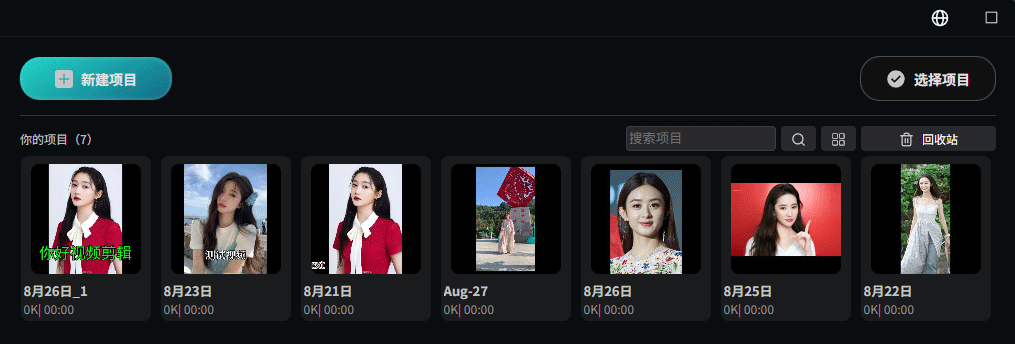 新建项目
选择项目
你的项目（7）
搜索项目
回收站
你好视频剪辑
测试视频
8月26日_1
8月23日
8月21日
Aug-27
8月26日
8月25日
8月22日
0K| 00:00
0K| 00:00
0K| 00:00
0K| 00:00
0K| 00:00
0K| 00:00
0K| 00:00